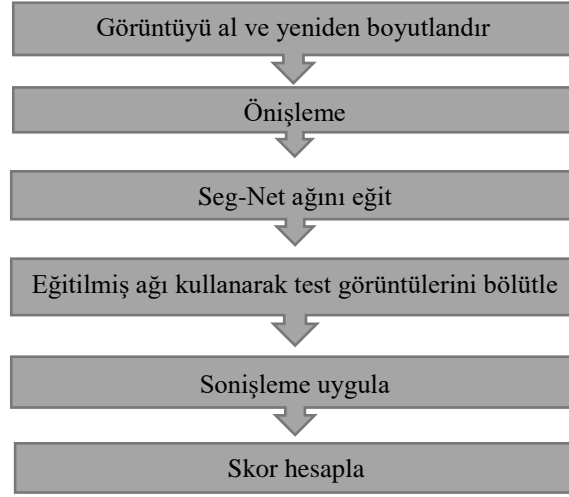 Görüntüyü al ve yeniden boyutlandır
Önişleme
Seg-Net ağını eğit
Eğitilmiş ağı kullanarak test görüntülerini bölütle
Sonişleme uygula
Skor hesapla